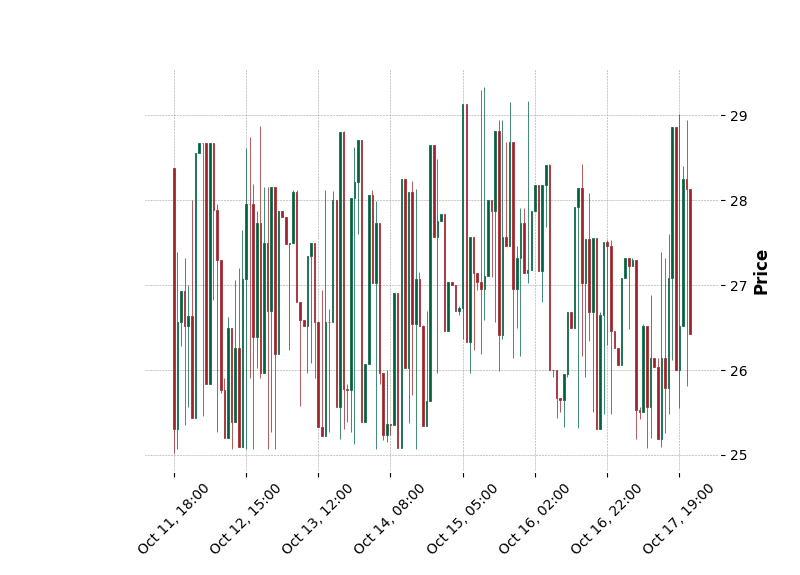 29
28
27
26
25
Price
Oct 11, 18:00
Oct 12, 15:00
Oct 13, 12:00
Oct 14, 08:00
Oct 15, 05:00
Oct 16, 02:00
Oct 16, 22:00
Oct 17, 19:00